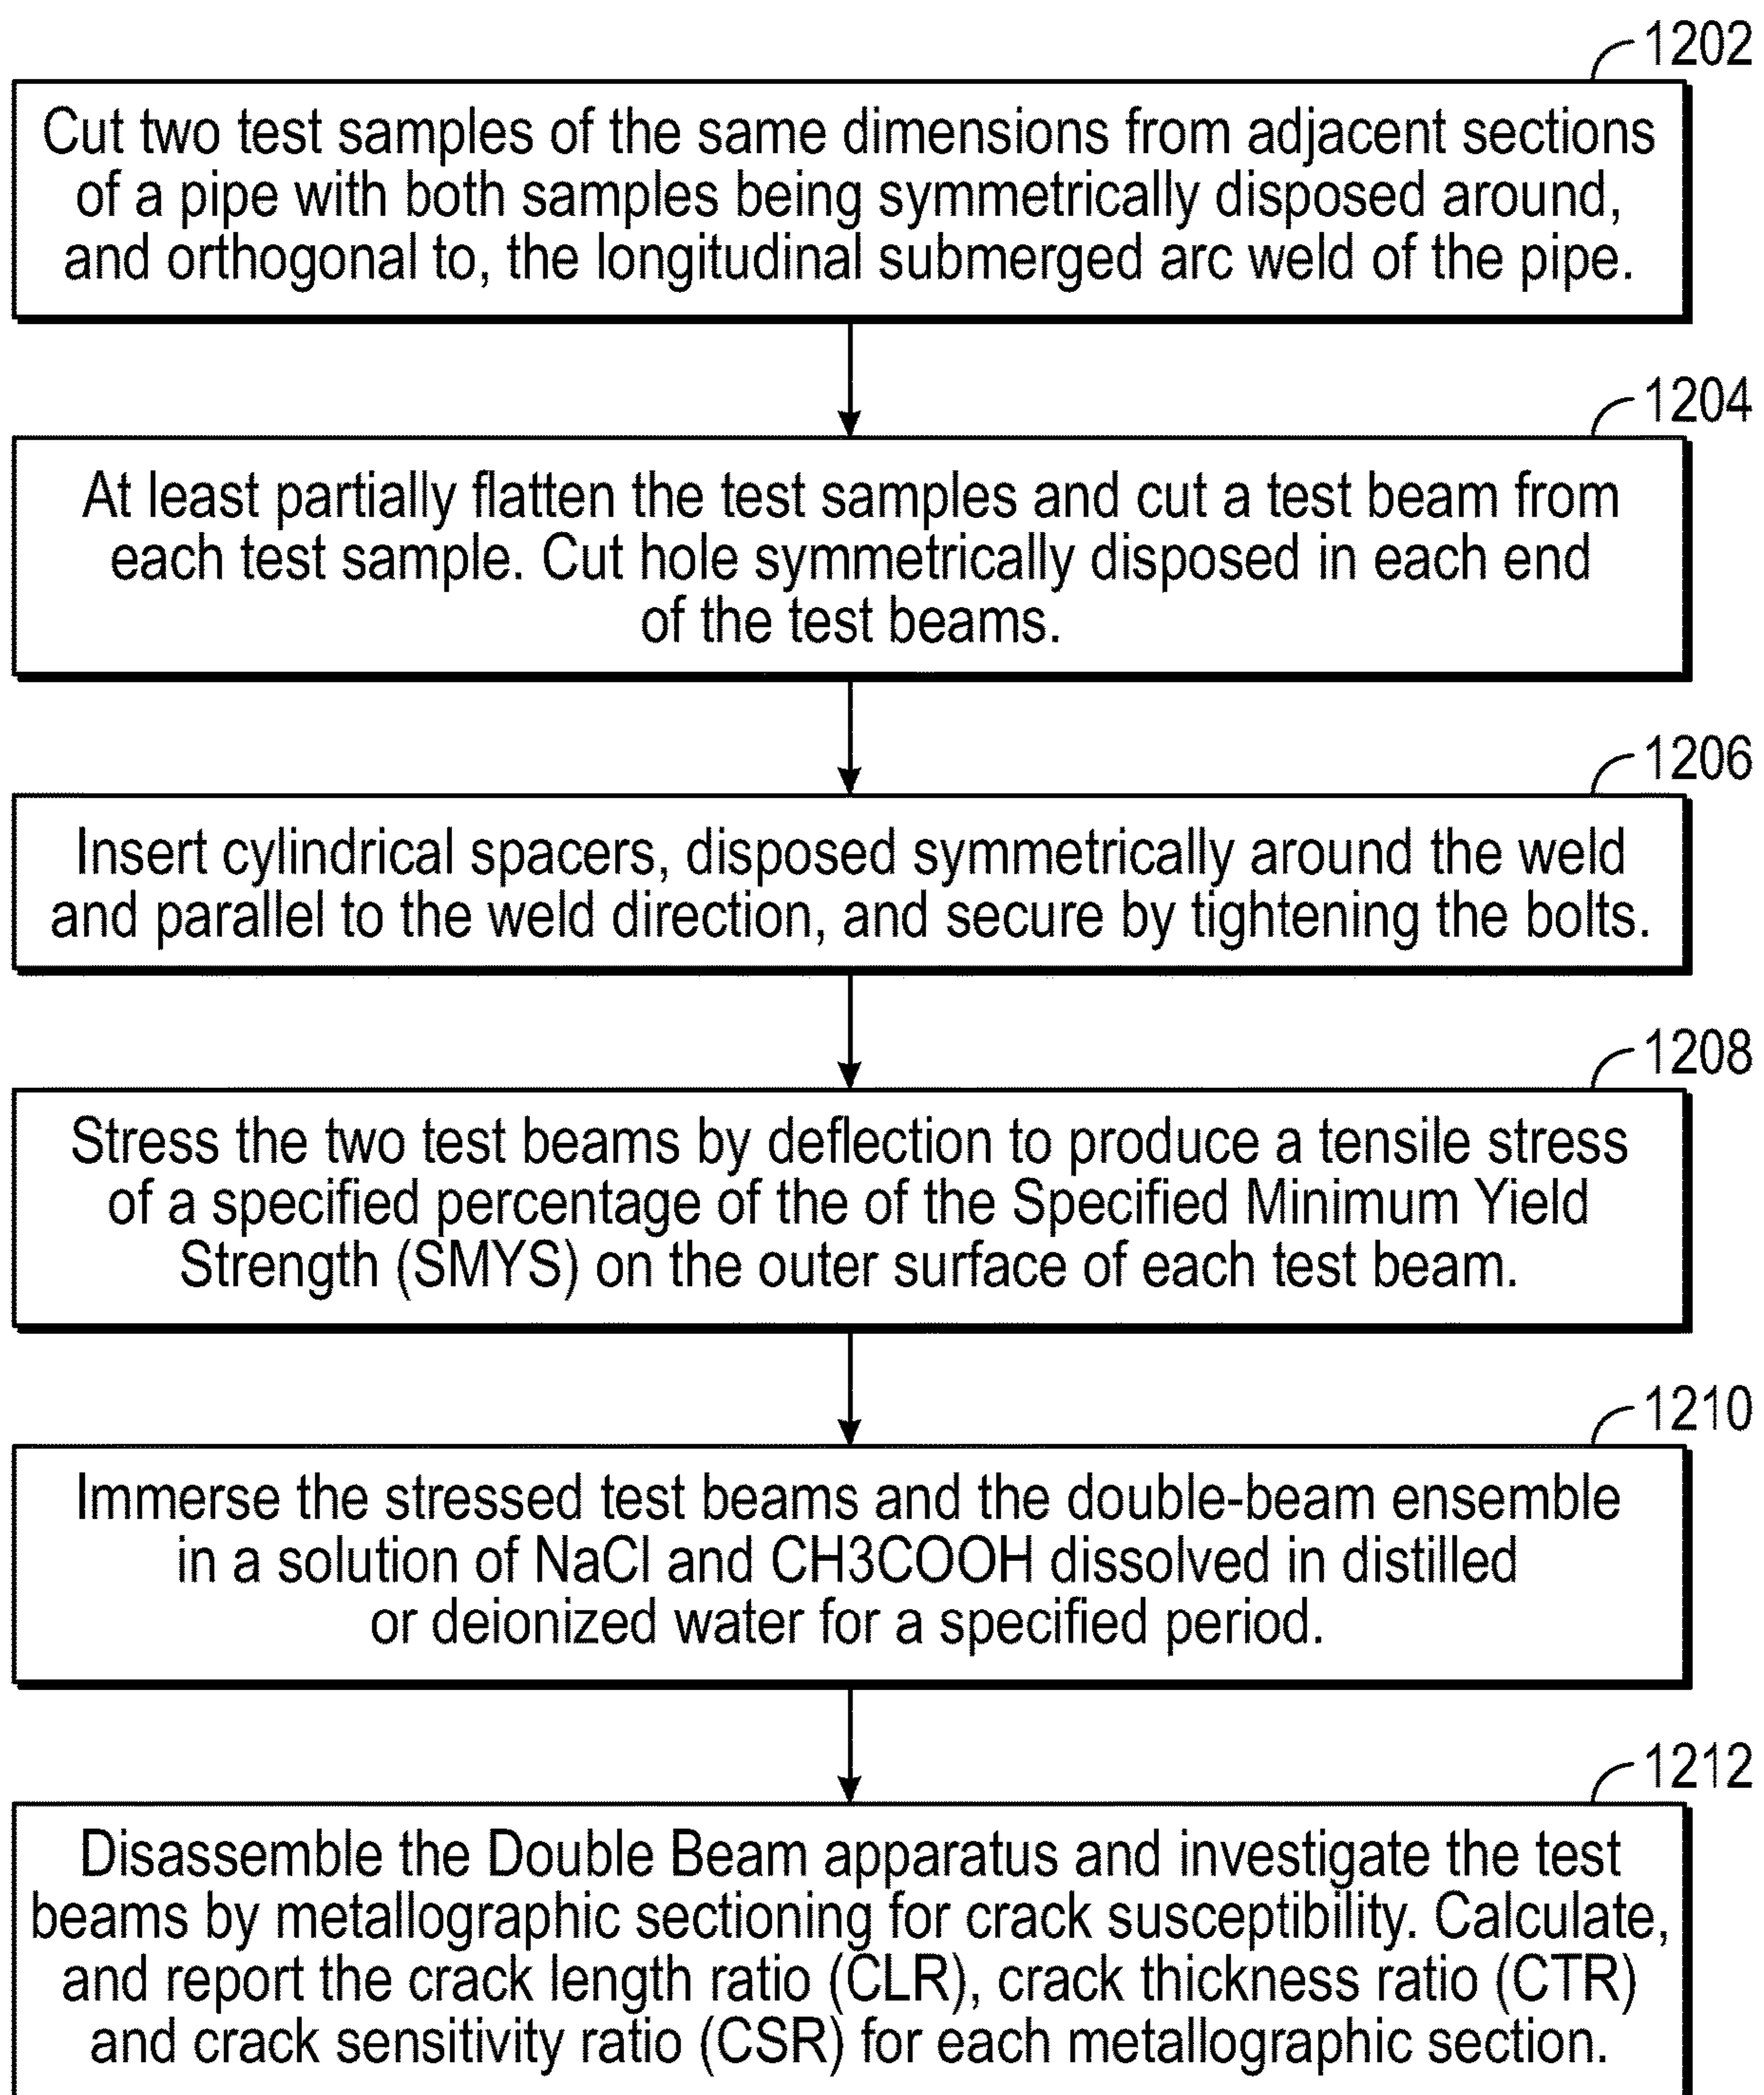 1202
Cut two test samples of the same dimensions from adjacent sections
of a pipe with both samples being symmetrically disposed around,
and orthogonal to, the longitudinal submerged arc weld of the pipe.
1204
At least partially flatten the test samples and cut a test beam from
each test sample. Cut hole symmetrically disposed in each end
of the test beams.
1206
Insert cylindrical spacers, disposed symmetrically around the weld
and parallel to the weld direction, and secure by tightening the bolts.
1208
Stress the two test beams by deflection to produce a tensile stress
of a specified percentage of the of the Specified Minimum Yield
Strength (SMYS) on the outer surface of each test beam.
1210
Immerse the stressed test beams and the double-beam ensemble
in a solution of NaCl and CH3COOH dissolved in distilled
or deionized water for a specified period.
1212
Disassemble the Double Beam apparatus and investigate the test
beams by metallographic sectioning for crack susceptibility. Calculate,
and report the crack length ratio (CLR), crack thickness ratio (CTR)
and crack sensitivity ratio (CSR) for each metallographic section.